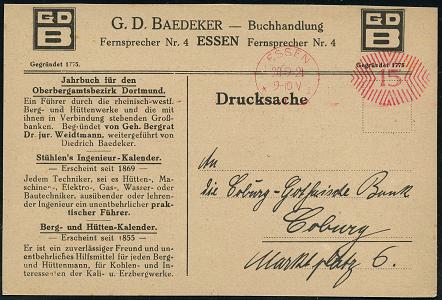 GD
B
G. D. BAEDEKER — Buchhandlung
Fernsprecher Nr. 4 ESSEN Fernsprecher Nr. 4
GD
B
Gegründet 1775.
Gegründet 1775
Jahrbuch für den
Oberbergamtsbezirk Dortmund.
Ein Führer durch die rheinisch-westf.
Berg- und Hüttenwerke und die mit
ihnen in Verbindung stehenden Groß-
banken. Begründet von Geh. Bergrat
Dr. jur. Weidtmann, weitergeführt von
Diedrich Baedeker.
Stühlen's Ingenieur-Kalender.
— Erscheint seit 1869 —
Jedem Techniker, sei es Hütten-, Ma-
schinen-, Elektro-, Gas-, Wasser- oder
Bautechniker, ausübender oder lehren-
der Ingenieur ein unentbehrlicher prak-
tischer Führer.
Berg- und Hütten-Kalender.
— Erscheint seit 1855 —
Er ist ein zuverlässiger Freund und un-
entbehrliches Hilfsmittel für jeden Berg-
und Hüttenmann, für Kohlen- und In-
teressenten der Kali- u. Erzbergwerke.
ESSEN
9-10 V
15
Drucksache
An
die Coburg-Gothaische Bank
Coburg
Marktplatz 6.